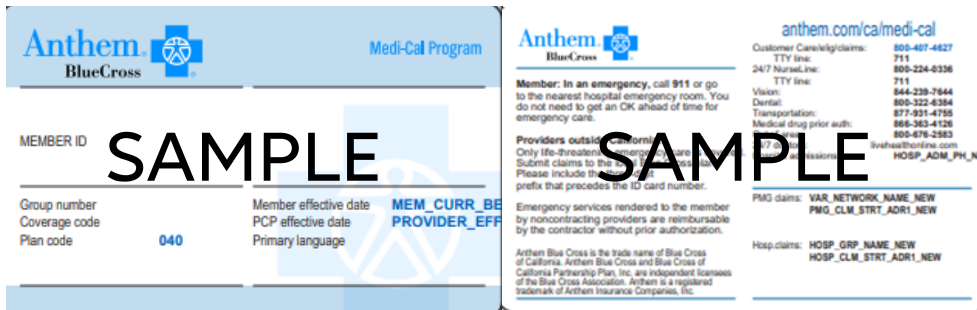 Anthem
BlueCross
Medi-Cal Program
MEMBER ID
SAMPLE
Group number
Coverage code
Plan code 040
Member effective date MEM_CURR_BE
PCP effective date PROVIDER_EFF
Primary language
Anthem
BlueCross
Member: In an emergency, call 911 or go
to the nearest hospital emergency room. You
do not need to get an OK ahead of time for
emergency care.
Providers outside California
Only life-threatening emergency care is
Submit claims to the
Please include the
prefix that precedes the ID card number.
Emergency services rendered to the member
by noncontracting providers are reimbursable
by the contractor without prior authorization.
Anthem Blue Cross is the trade name of Blue Cross
of California. Anthem Blue Cross and Blue Cross of
California Partnership Plan, Inc. are independent licensees
of the Blue Cross Association. Anthem is a registered
trademark of Anthem Insurance Companies, Inc.
SAMPLE
anthem.com/ca/medi-cal
Customer Care/elig/claims: 800-407-4627
TTY line: 711
24/7 NurseLine: 800-224-0336
TTY line: 711
Vision: 844-239-7644
Dental: 800-322-6384
Transportation: 877-931-4755
Medical drug prior auth: 866-363-4126
area: 800-676-2583
livehealthonline.com
admissions HOSP_ADM_PH_N
PMG claims: VAR_NETWORK_NAME_NEW
PMG_CLM_STRT_ADR1_NEW
Hosp.claims: HOSP_GRP_NAME_NEW
HOSP_CLM_STRT_ADR1_NEW